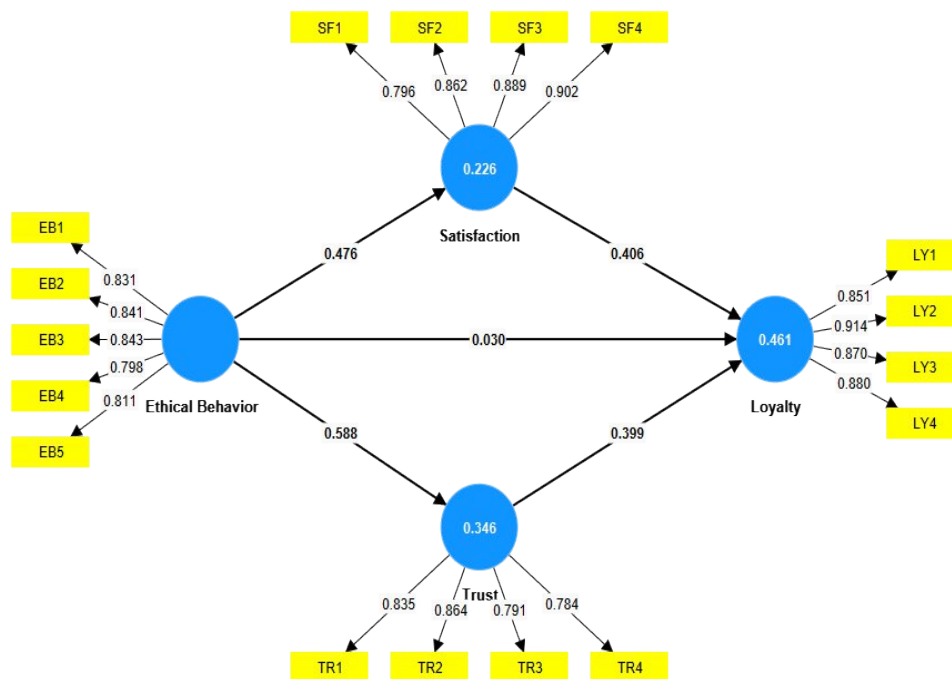 SF1 SF2 SF3 SF4
0.796 0.862 0.889 0.902
0.226
Satisfaction
EB1
EB2
EB3
EB4
EB5
0.831
0.841
0.843
0.798
0.811
Ethical Behavior
0.476
0.406
0.030
0.588
0.399
LY1
LY2
LY3
LY4
0.851
0.914
0.870
0.880
0.461
Loyalty
0.346
Trust
0.835 0.864 0.791 0.784
TR1 TR2 TR3 TR4